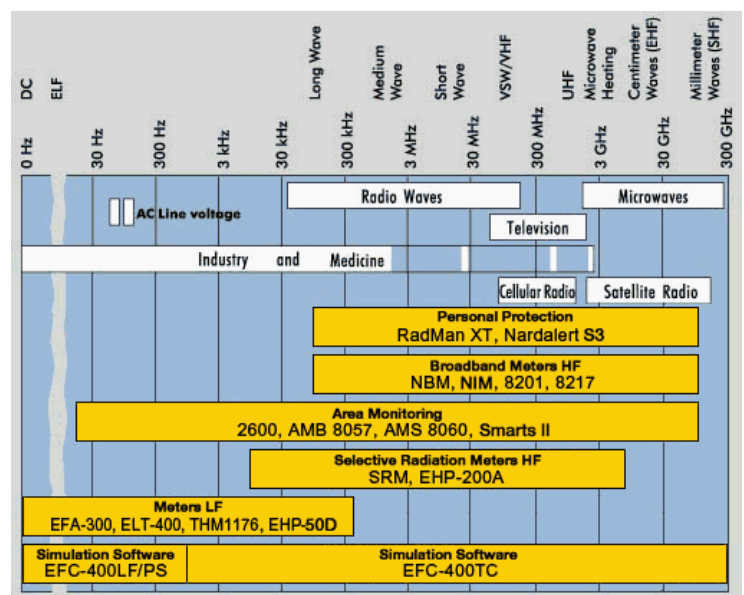 DC
ELF
Long Wave
Medium
Wave
Short
Wave
VSW/VHF
UHF
Microwave
Heating
Centimeter
Waves (EHF)
Millimeter
Waves (SHF)
0 Hz
30 Hz
300 Hz
3 kHz
30 kHz
300 kHz
3 MHz
30 MHz
300 MHz
3 GHz
30 GHz
300 GHz
Radio Waves
Microwaves
AC Line voltage
Television
Industry and Medicine
Cellular Radio
Satellite Radio
Personal Protection
RadMan XT, Nardalert S3
Broadband Meters HF
NBM, NIM, 8201, 8217
Area Monitoring
2600, AMB 8057, AMS 8060, Smarts II
Selective Radiation Meters HF
SRM, EHP-200A
Meters LF
EFA-300, ELT-400, THM1176, EHP-50D
Simulation Software
EFC-400LF/PS
Simulation Software
EFC-400TC